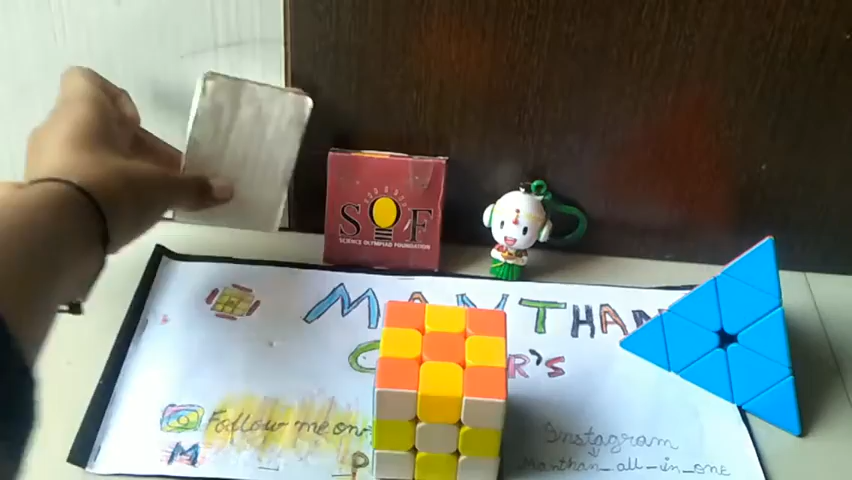 SOF
SCIENCE OLYMPIAD FOUNDATION
MANTHAN
Follow me on
Instagram
Manthan_all_in_one
M